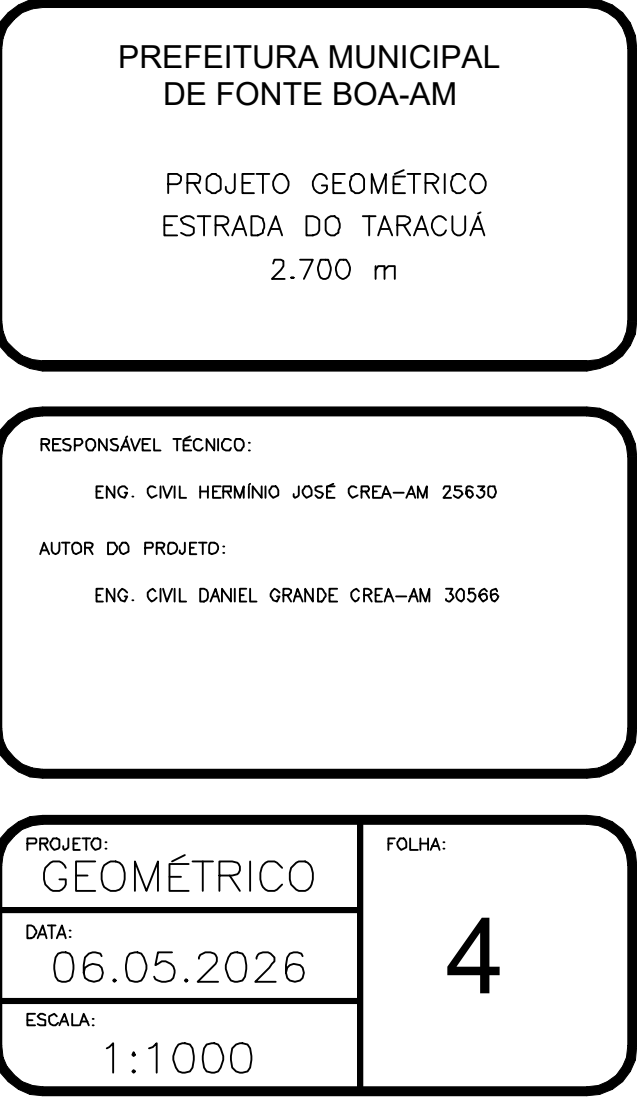 PREFEITURA MUNICIPAL
DE FONTE BOA-AM
PROJETO GEOMÉTRICO
ESTRADA DO TARACUÁ
2.700 m
RESPONSÁVEL TÉCNICO:
ENG. CIVIL HERMÍNIO JOSÉ CREA-AM 25630
AUTOR DO PROJETO:
ENG. CIVIL DANIEL GRANDE CREA-AM 30566
PROJETO:
GEOMÉTRICO
DATA:
06.05.2026
ESCALA:
1:1000
FOLHA:
4